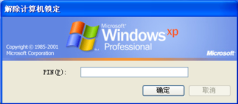 解除计算机锁定
Microsoft
Windows xp
Professional
Copyright © 1985-2001
Microsoft Corporation
Microsoft
PIN(P):
确定
取消